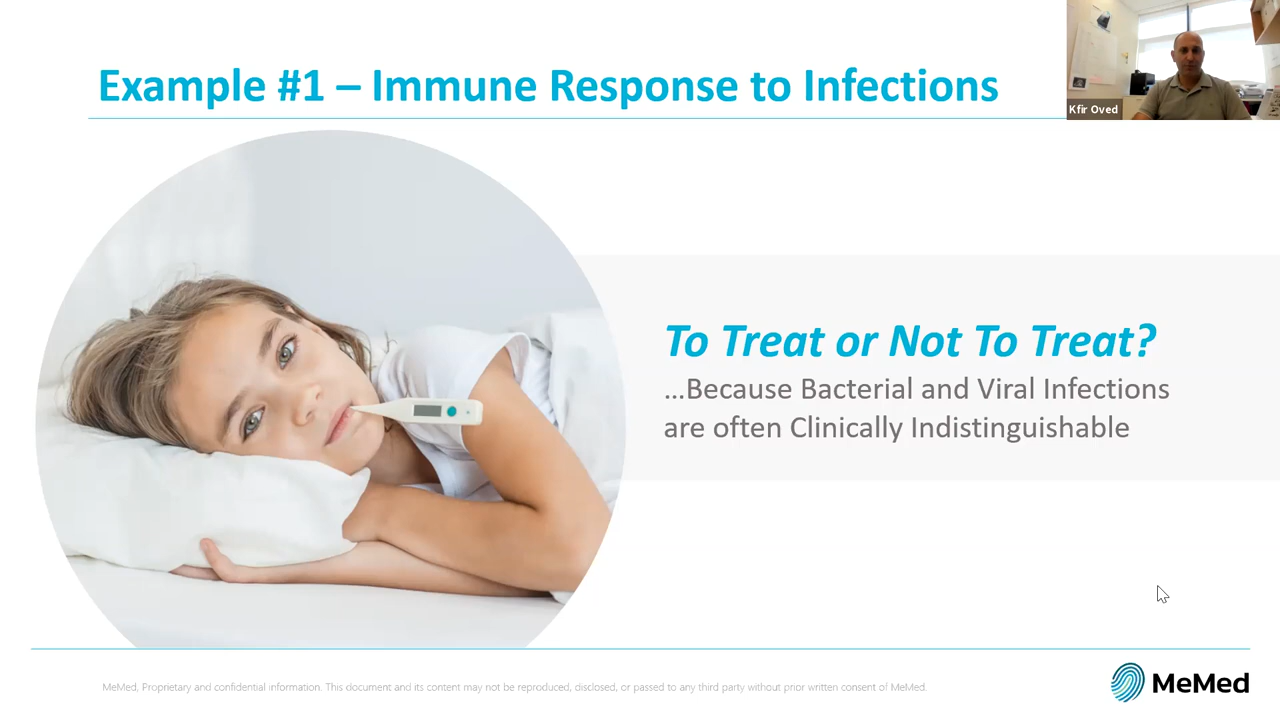 Example #1 – Immune Response to Infections
Kfir Oved
To Treat or Not To Treat?
...Because Bacterial and Viral Infections
are often Clinically Indistinguishable
MeMed, Proprietary and confidential information. This document and its content may not be reproduced, disclosed, or passed to any third party without prior written consent of MeMed.
MeMed